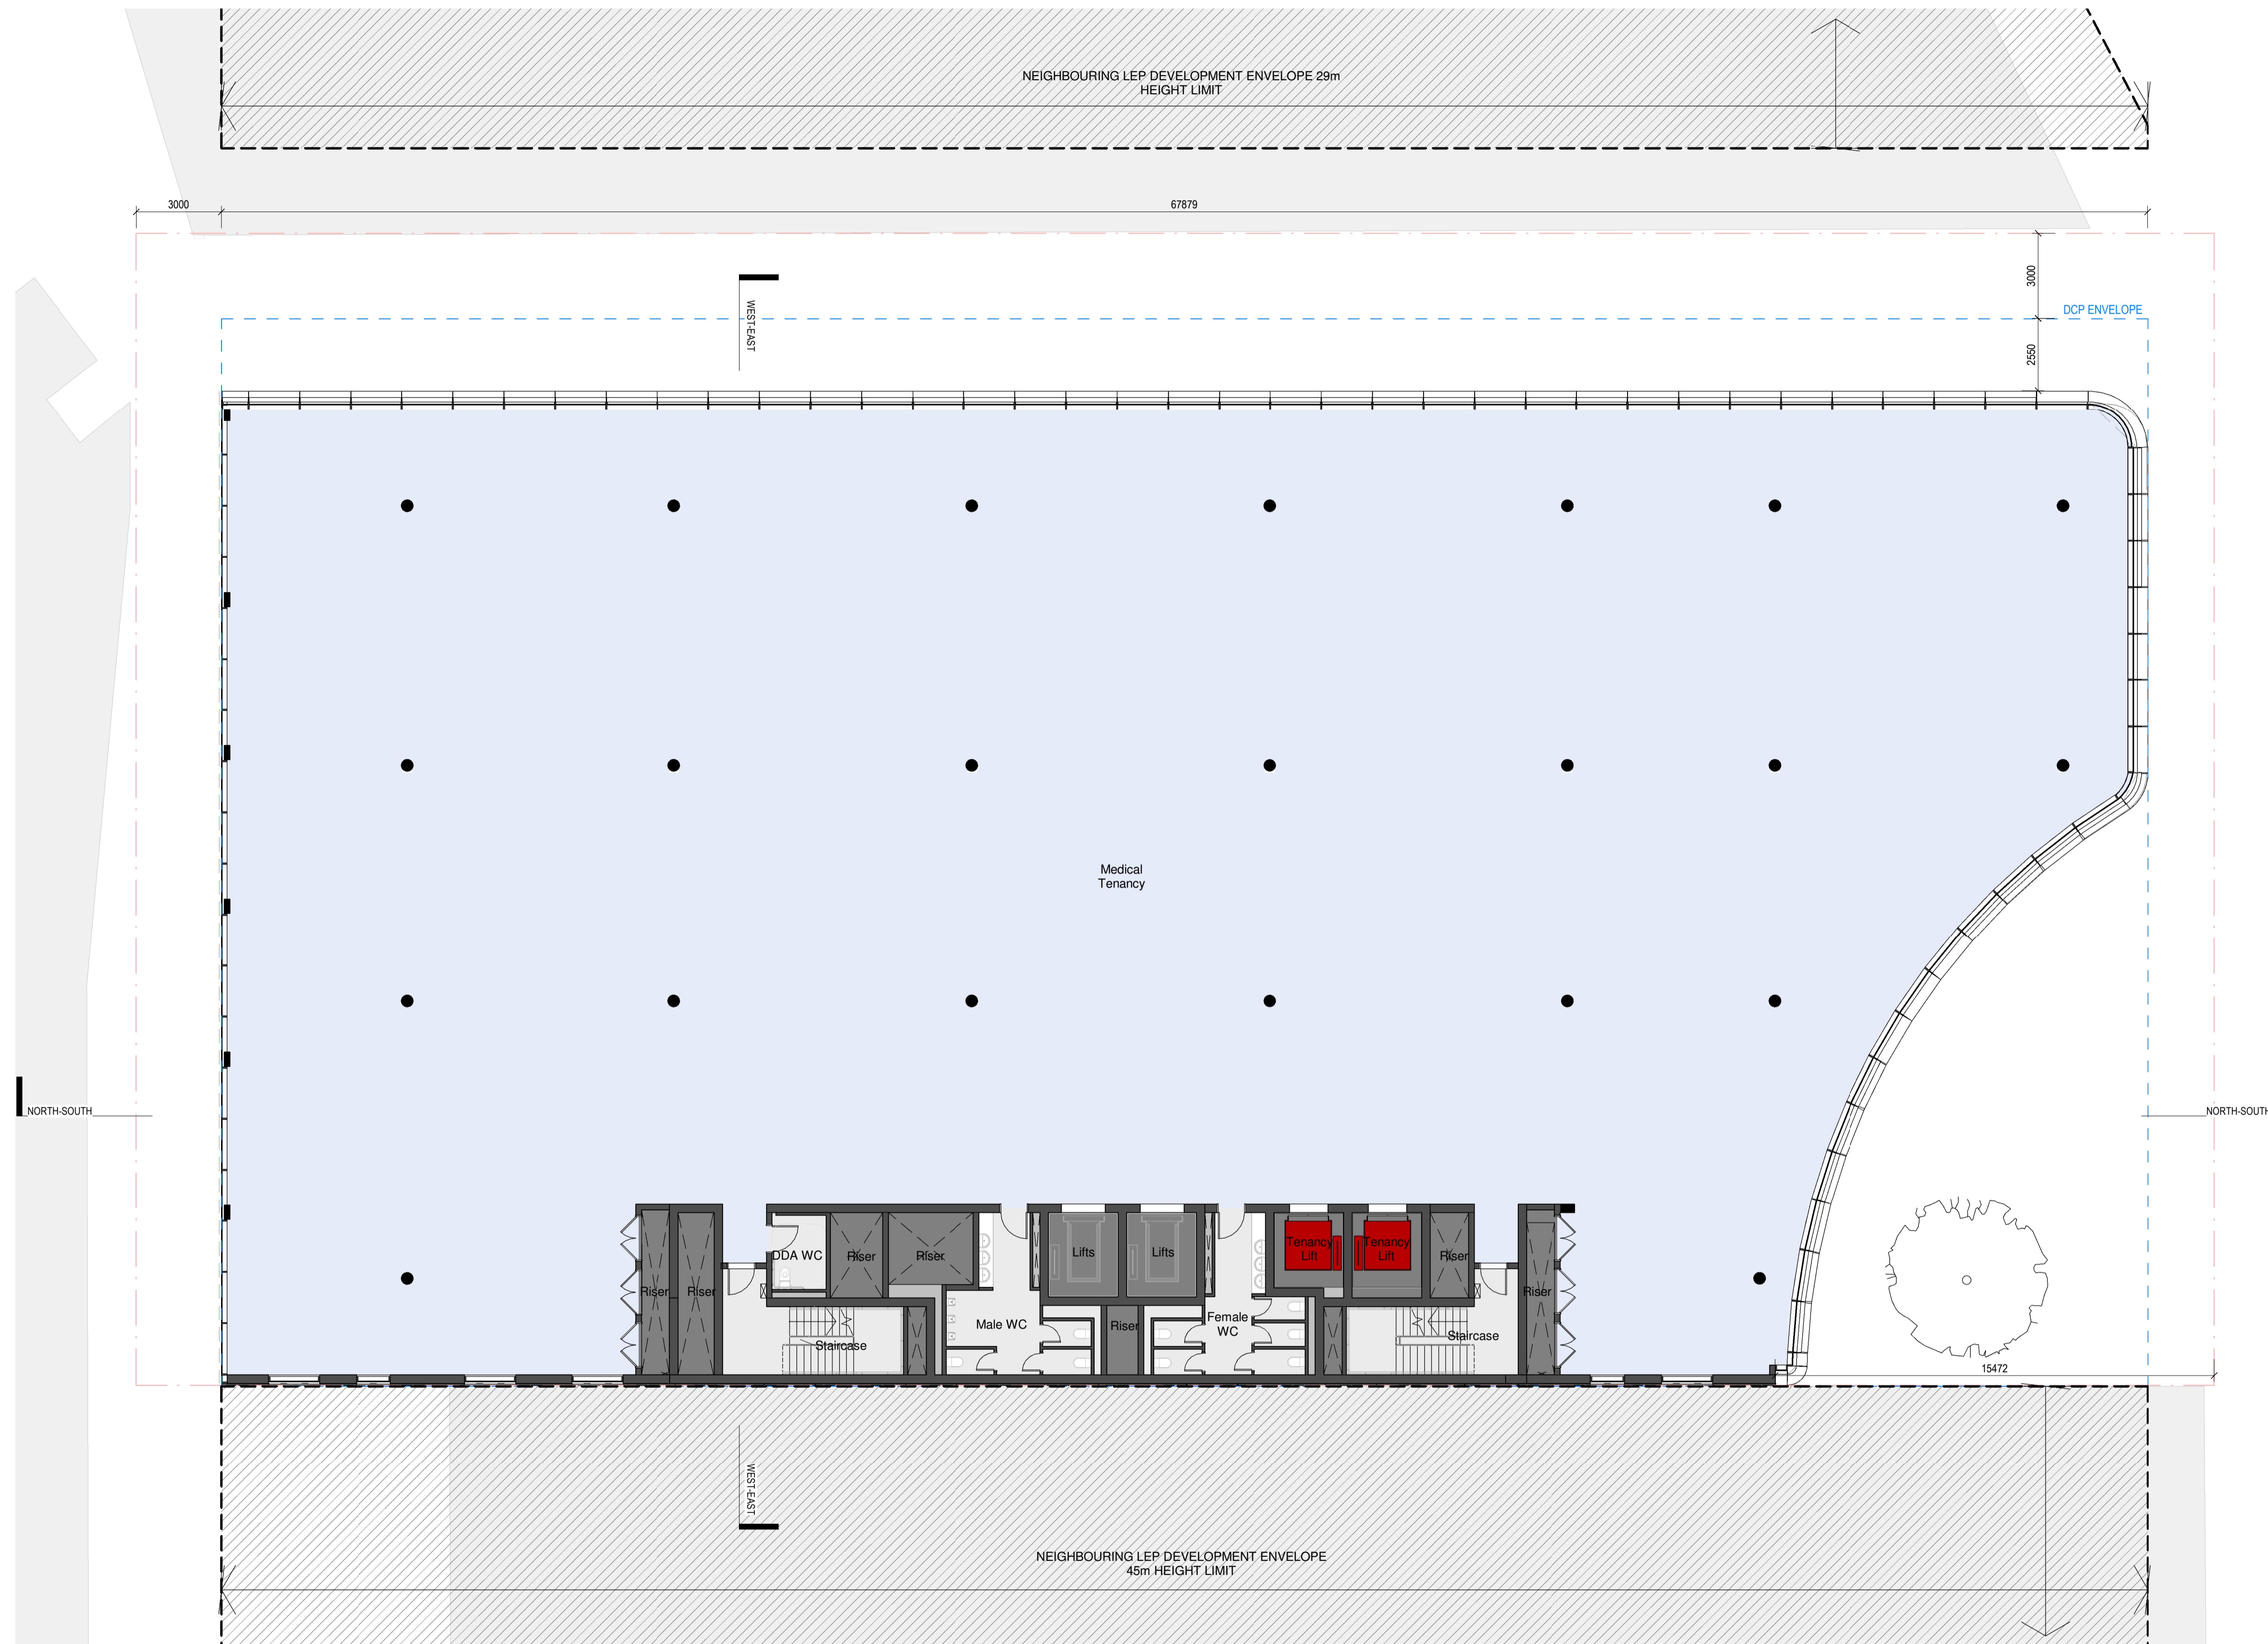 NEIGHBOURING LEP DEVELOPMENT ENVELOPE 29m
HEIGHT LIMIT
3000
67879
3000
WEST-EAST
DCP ENVELOPE
2550
Medical
Tenancy
NORTH-SOUTH
NORTH-SOUTH
DDA WC
Riser
Riser
Lifts
Lifts
Tenancy
Lift
Tenancy
Lift
Riser
Riser
Riser
Riser
Male WC
Riser
Female
WC
Staircase
Staircase
15472
WEST-EAST
NEIGHBOURING LEP DEVELOPMENT ENVELOPE
45m HEIGHT LIMIT